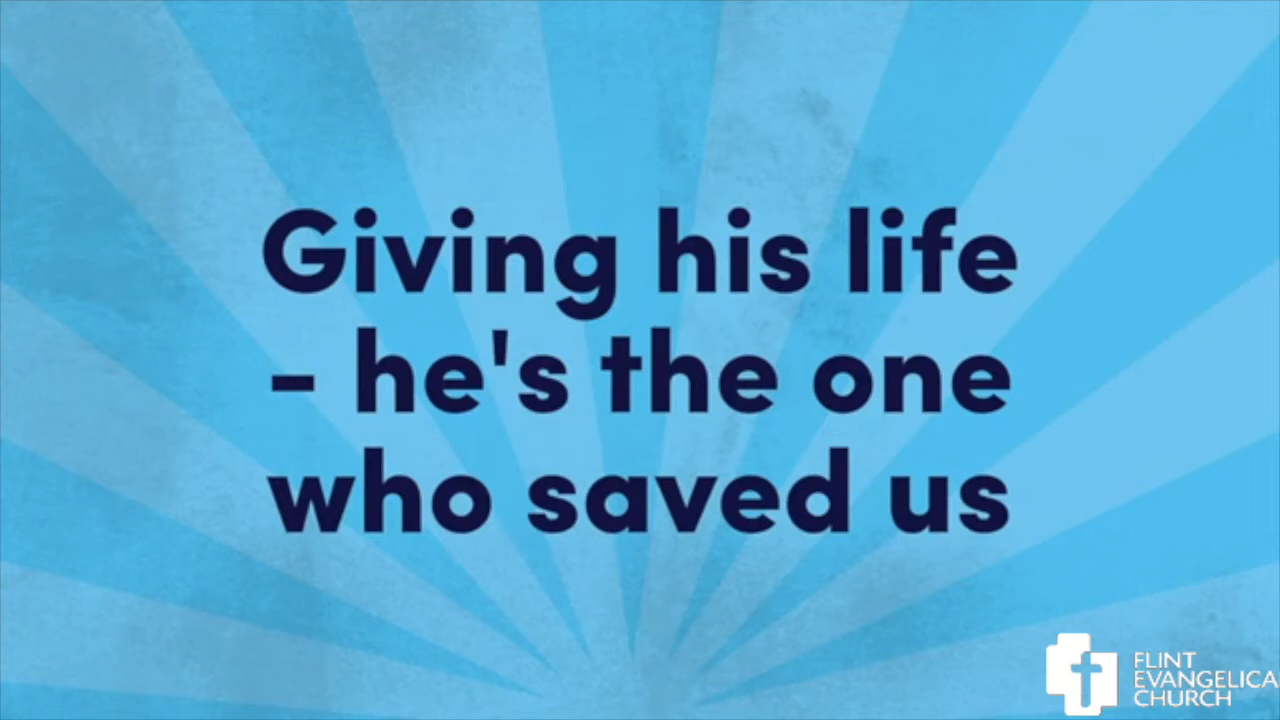 Giving his life
- he's the one
who saved us
FLINT
EVANGELICA
CHURCH